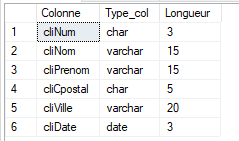 Colonne Type_col Longueur
1 cliNum char 3
2 cliNom varchar 15
3 cliPrenom varchar 15
4 cliCpostal char 5
5 cliVille varchar 20
6 cliDate date 3